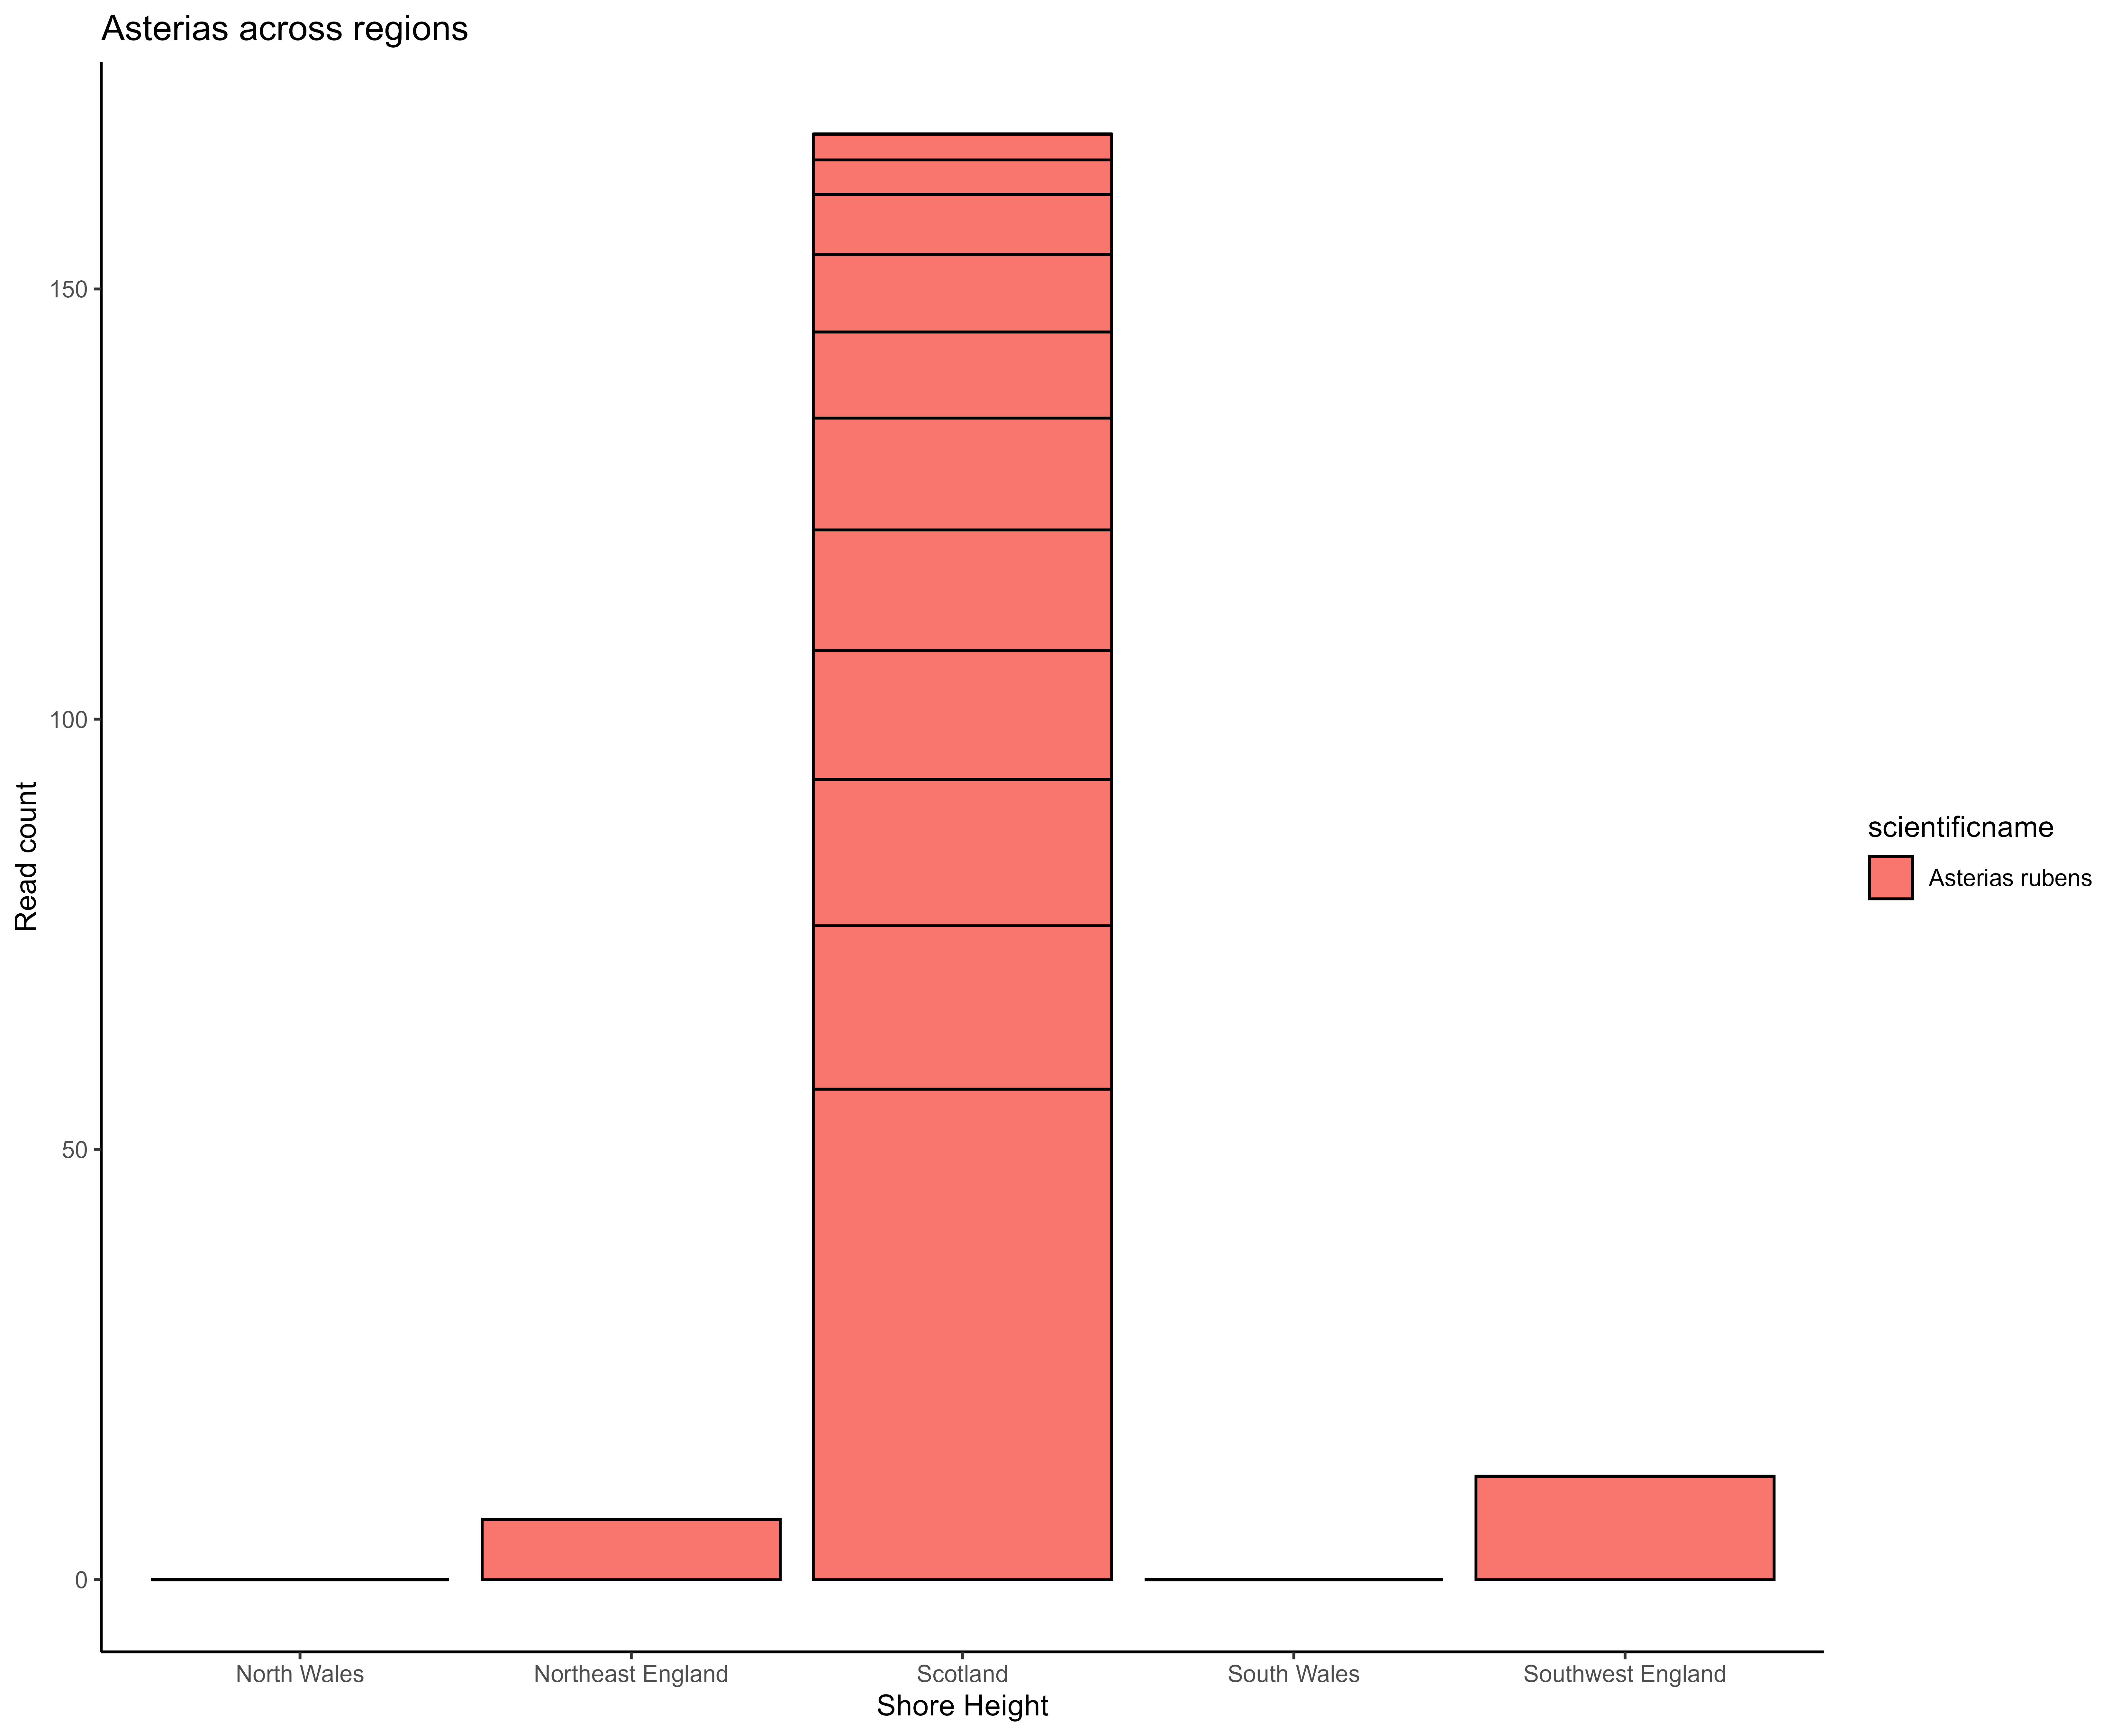 Asterias across regions
150
100
50
0
Read count
North Wales
Northeast England
Scotland
South Wales
Southwest England
Shore Height
scientificname
Asterias rubens